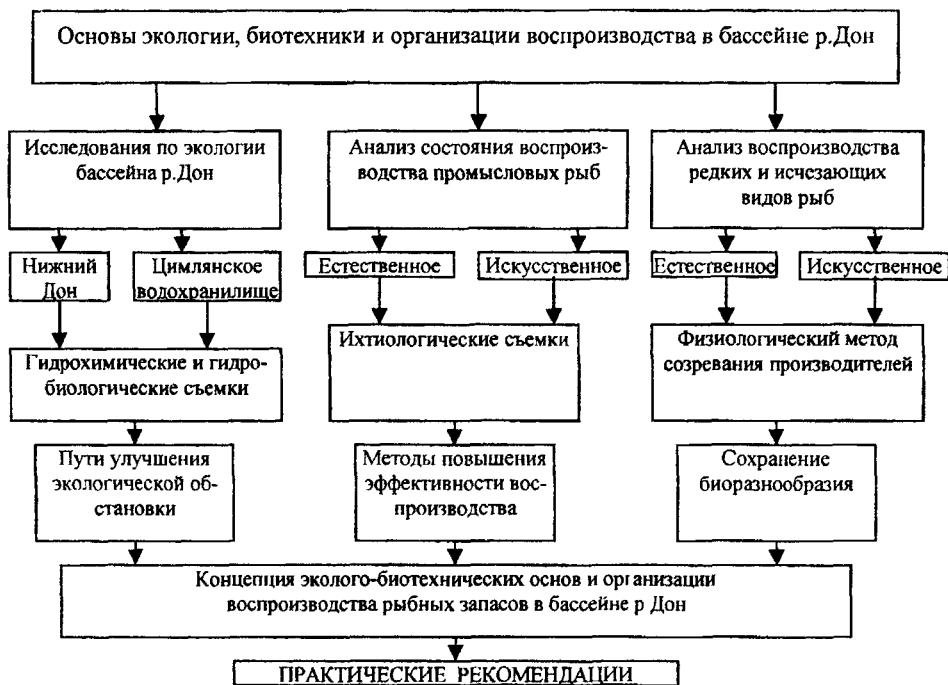 Основы экологии, биотехники и организации воспроизводства в бассейне р.Дон
Исследования по экологии
бассейна р.Дон
Анализ состояния воспроиз-
водства промысловых рыб
Анализ воспроизводства
редких и исчезающих
видов рыб
Нижний
Дон
Цимлянское
водохранилище
Естественное
Искусственное
Естественное
Искусственное
Гидрохимические и гидро-
биологические съемки
Ихтиологические съемки
Физиологический метод
созревания производителей
Пути улучшения
экологической об-
становки
Методы повышения
эффективности вос-
производства
Сохранение
биоразнообразия
Концепция эколого-биотехнических основ и организации
воспроизводства рыбных запасов в бассейне р Дон
ПРАКТИЧЕСКИЕ РЕКОМЕНДАЦИИ